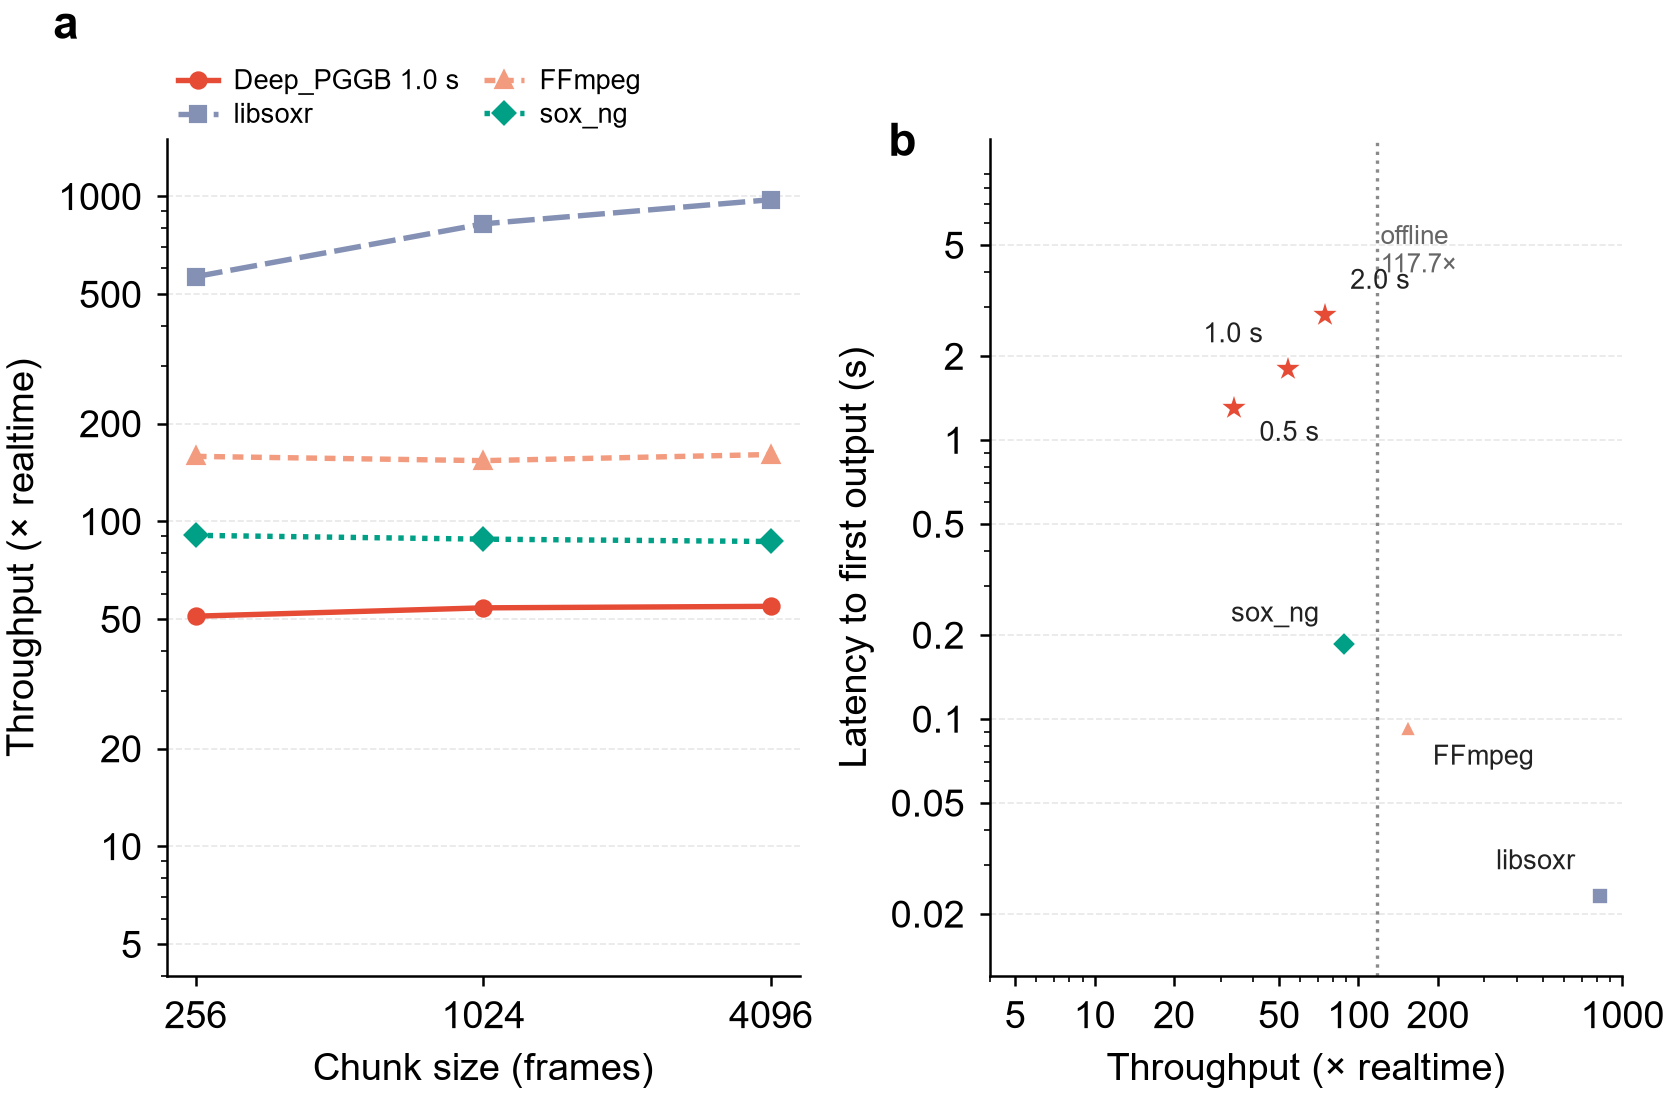 a
Deep_PGGB 1.0 s
FFmpeg
libsoxr
sox_ng
Throughput (× realtime)
1000
500
200
100
50
20
10
5
256
1024
4096
Chunk size (frames)
b
Latency to first output (s)
5
2
1
0.5
0.2
0.1
0.05
0.02
offline
117.7×
2.0 s
1.0 s
0.5 s
sox_ng
FFmpeg
libsoxr
5
10
20
50
100
200
1000
Throughput (× realtime)